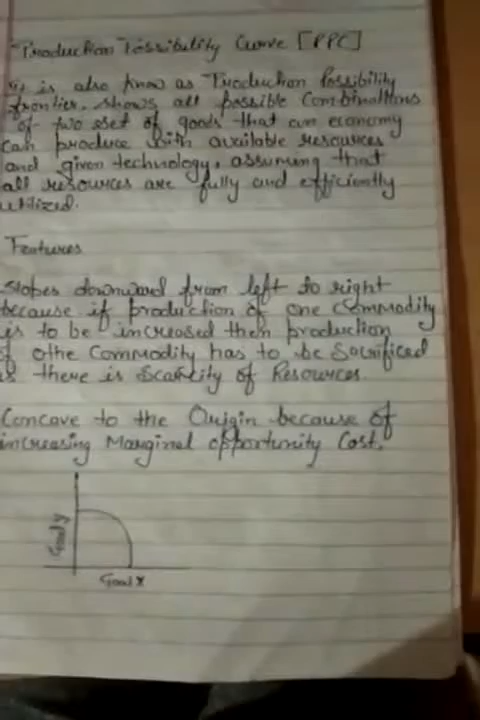 Production Possibility Curve [PPC]
It is also know as Production Possibility
frontier. shows all possible Combinations
of two set of goods that an economy
can produce with available resources
and given technology, assuming that
all resources are fully and efficiently
utilized.
Features
slopes downward from left to right
because if production of one Commodity
is to be increased then production
of othe Commodity has to be Sacrificed
as there is Scarcity of Resources.
Concave to the Origin because of
increasing Marginal opportunity Cost.
Good y
Good x